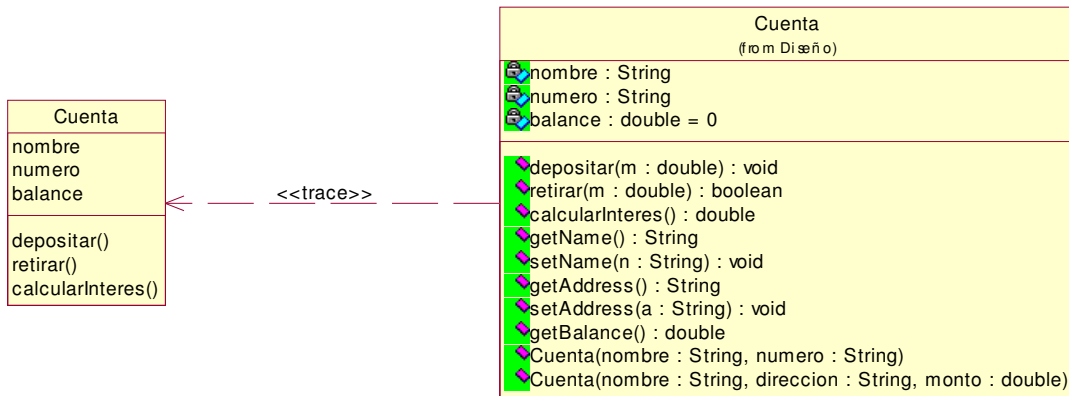 Cuenta
nombre
numero
balance
depositar()
retirar()
calcularInteres()
<<trace>>
Cuenta
(from Diseño)
nombre : String
numero : String
balance : double = 0
depositar(m : double) : void
retirar(m : double) : boolean
calcularInteres() : double
getName() : String
setName(n : String) : void
getAddress() : String
setAddress(a : String) : void
getBalance() : double
Cuenta(nombre : String, numero : String)
Cuenta(nombre : String, direccion : String, monto : double)